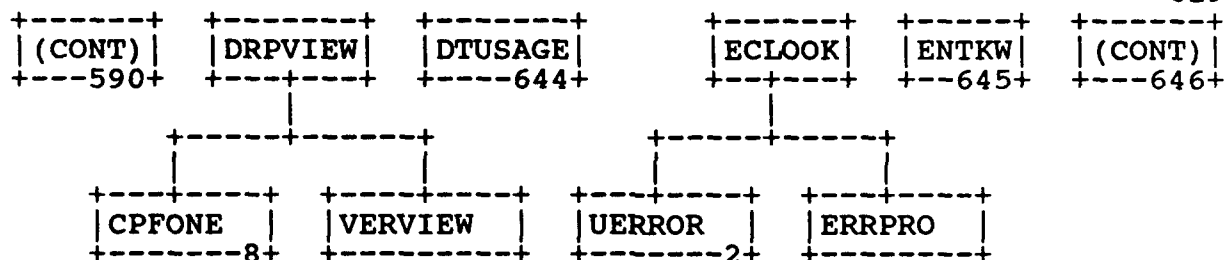 +------+  +-------+  +-------+      +------+  +-----+  +------+
|(CONT)|  |DRPVIEW|  |DTUSAGE|      |ECLOOK|  |ENTKW|  |(CONT)|
+---590+  +---+---+  +----644+      +--+---+  +--645+  +---646+
|                        |
+----+-----+             +-----+----+
|          |             |          |
+---+---+  +----+---+  +---+---+  +---+----+
|CPFONE |  |VERVIEW |  |UERROR |  |ERRPRO |
+-------8+  +--------+  +-------2+  +--------+